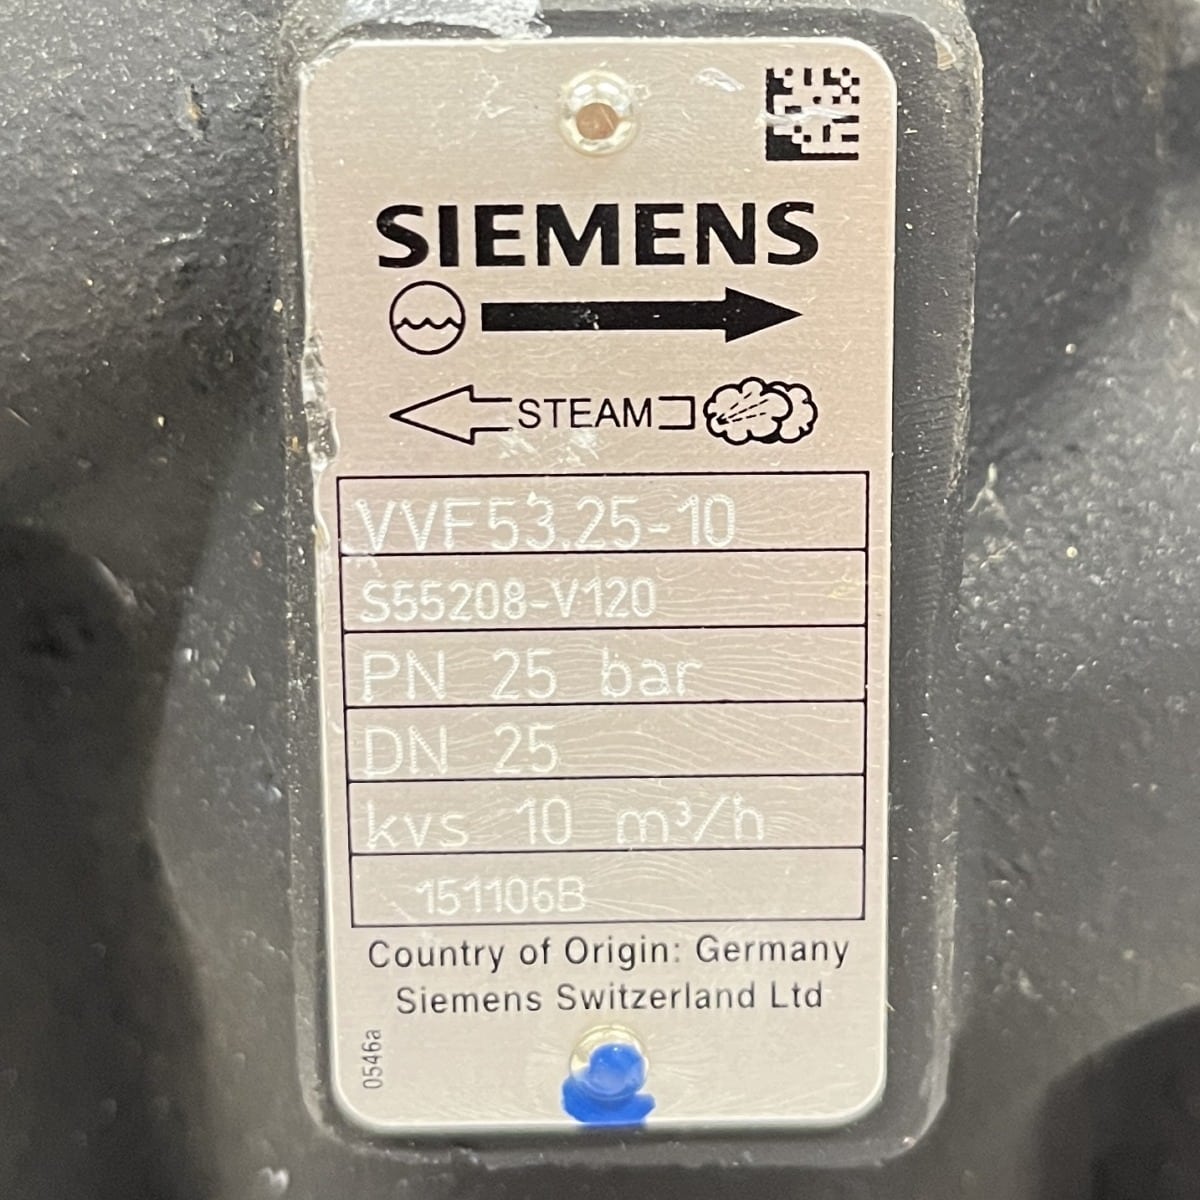 SIEMENS
STEAM
VVF53.25-10
S55208-V120
PN 25 bar
DN 25
kvs 10 m³/h
151106B
Country of Origin: Germany
Siemens Switzerland Ltd
0546a